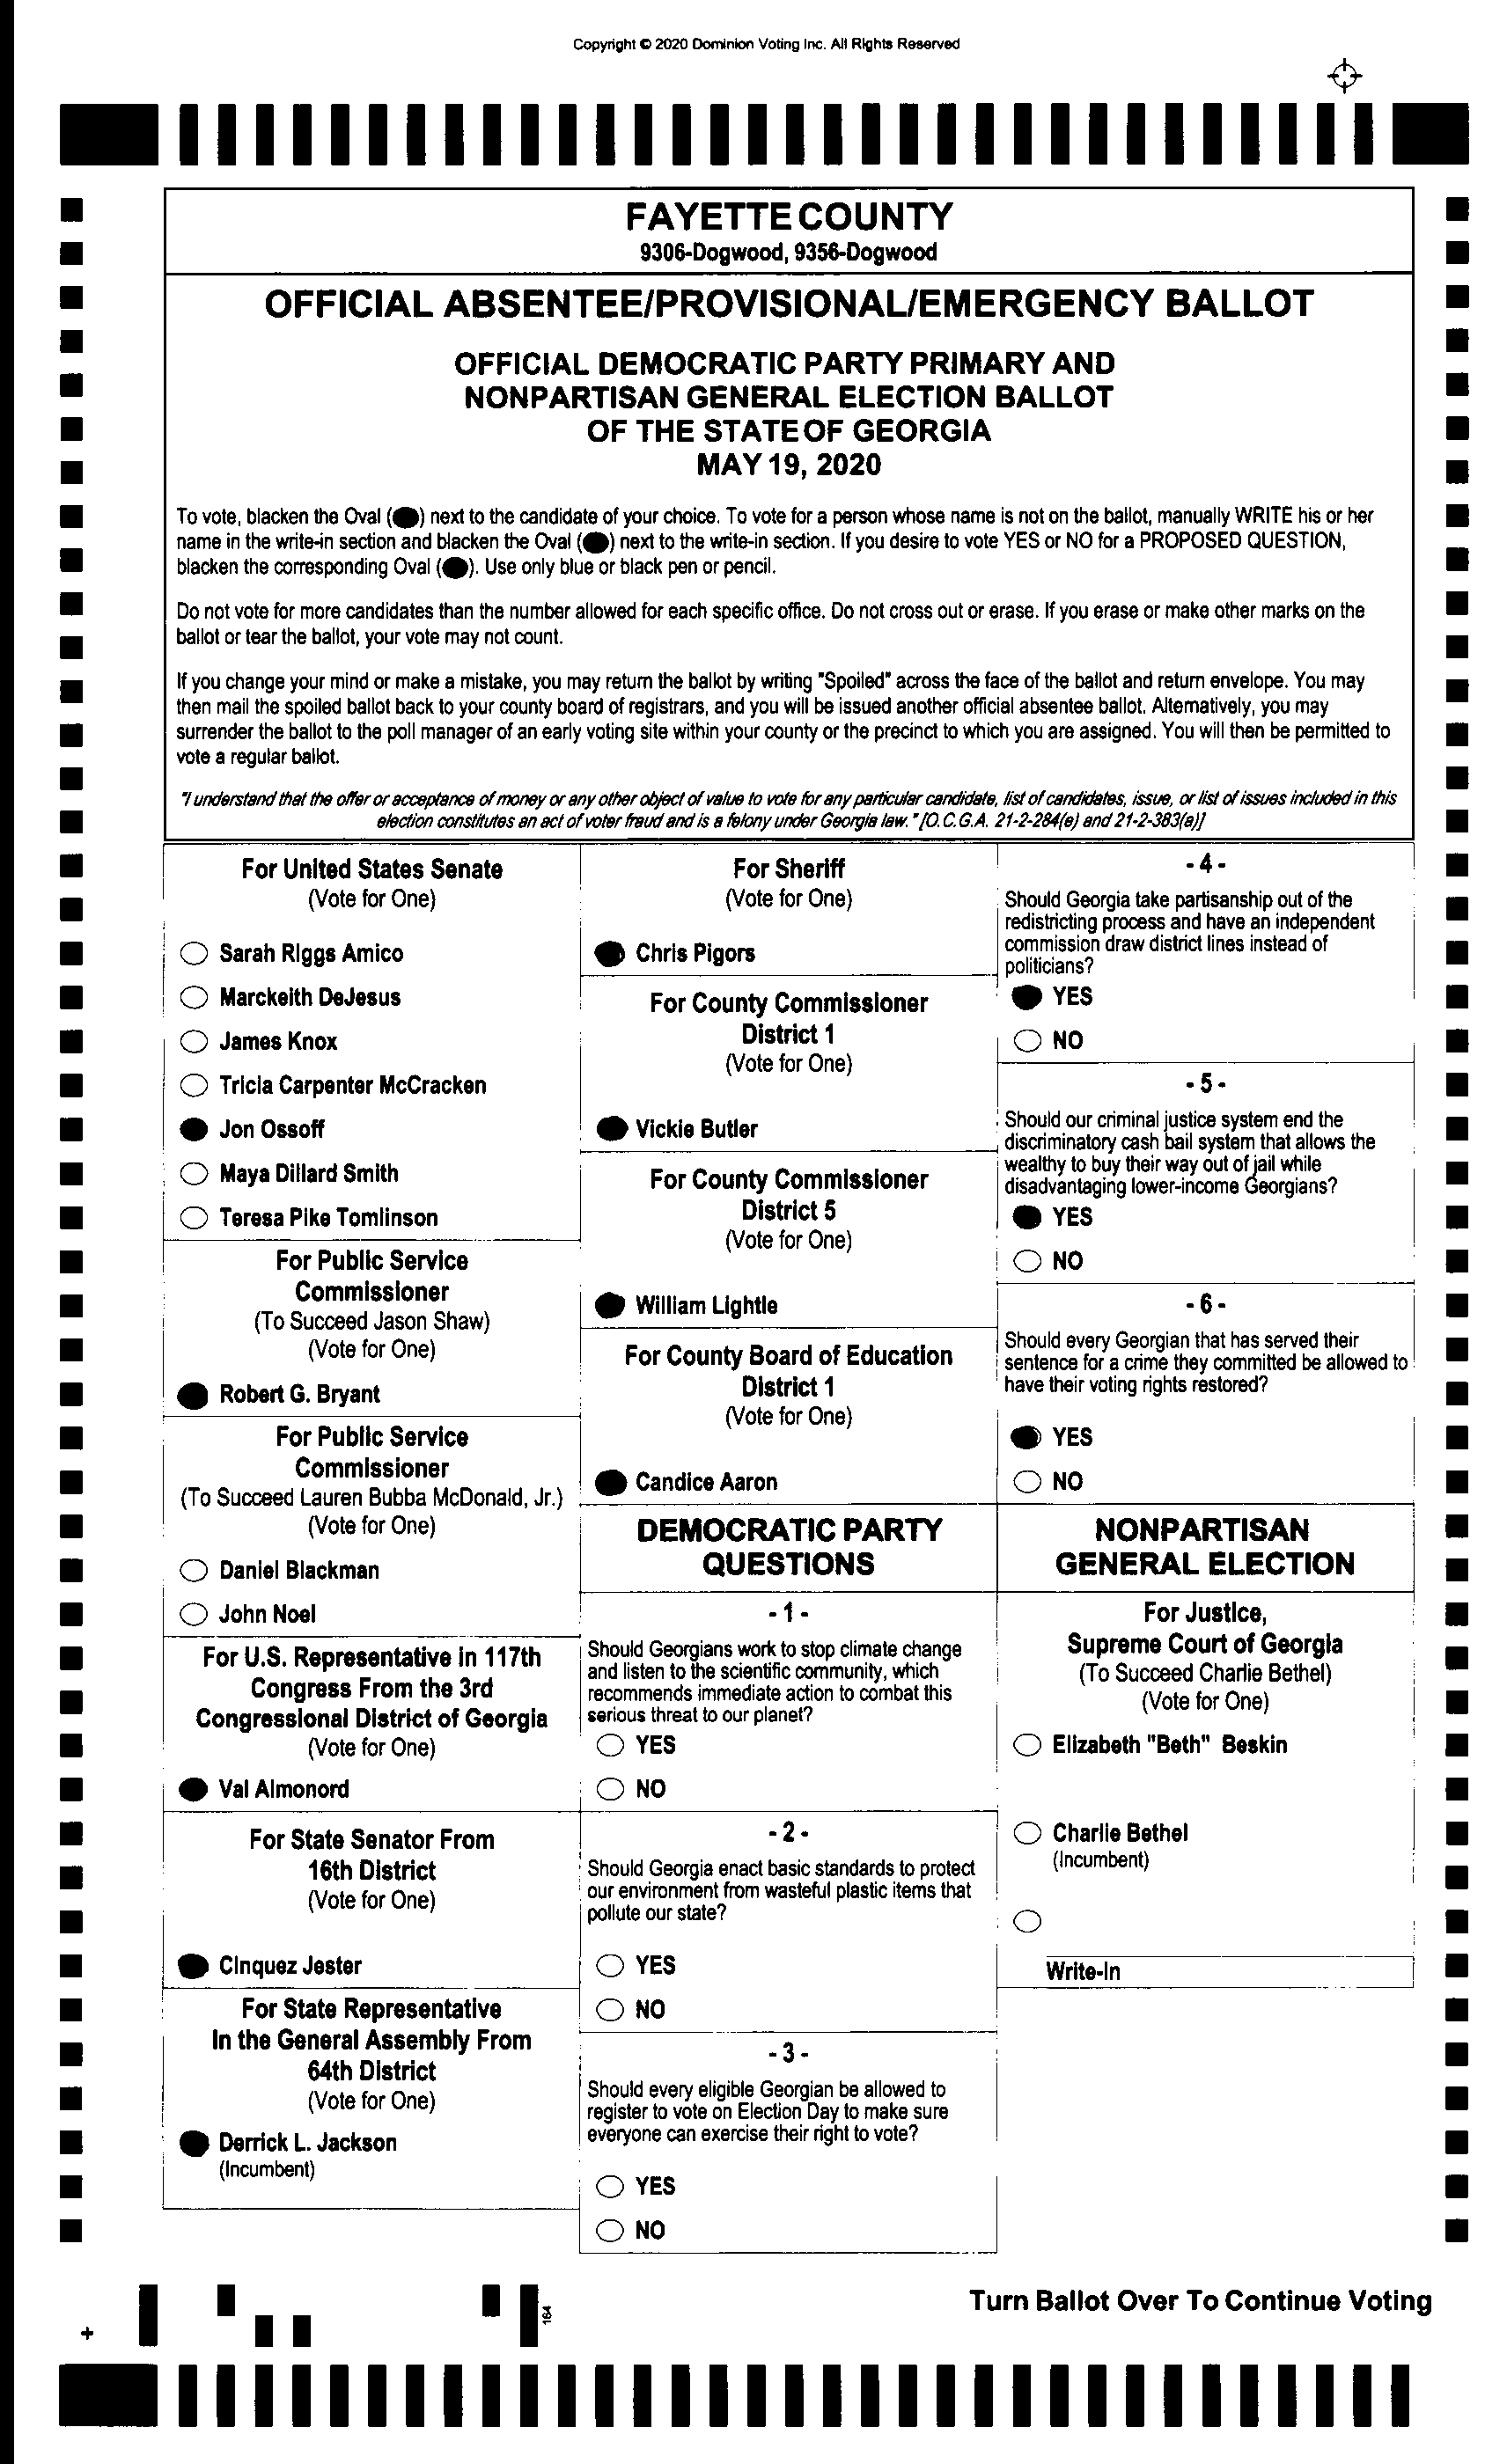 Copyright © 2020 Dominion Voting Inc. All Rights Reserved
FAYETTE COUNTY
9306-Dogwood, 9356-Dogwood
OFFICIAL ABSENTEE/PROVISIONAL/EMERGENCY BALLOT
OFFICIAL DEMOCRATIC PARTY PRIMARY AND
NONPARTISAN GENERAL ELECTION BALLOT
OF THE STATE OF GEORGIA
MAY 19, 2020
To vote, blacken the Oval ( ) next to the candidate of your choice. To vote for a person whose name is not on the ballot, manually WRITE his or her
name in the write-in section and blacken the Oval ( ) next to the write-in section. If you desire to vote YES or NO for a PROPOSED QUESTION,
blacken the corresponding Oval ( ). Use only blue or black pen or pencil.
Do not vote for more candidates than the number allowed for each specific office. Do not cross out or erase. If you erase or make other marks on the
ballot or tear the ballot, your vote may not count.
If you change your mind or make a mistake, you may return the ballot by writing "Spoiled" across the face of the ballot and return envelope. You may
then mail the spoiled ballot back to your county board of registrars, and you will be issued another official absentee ballot. Alternatively, you may
surrender the ballot to the poll manager of an early voting site within your county or the precinct to which you are assigned. You will then be permitted to
vote a regular ballot.
"I understand that the offer or acceptance of money or any other object of value to vote for any particular candidate, list of candidates, issue, or list of issues included in this
election constitutes an act of voter fraud and is a felony under Georgia law." [O.C.G.A. 21-2-284(e) and 21-2-383(a)]
For United States Senate
(Vote for One)
Sarah Riggs Amico
Marckeith DeJesus
James Knox
Tricia Carpenter McCracken
Jon Ossoff
Maya Dillard Smith
Teresa Pike Tomlinson
For Public Service
Commissioner
(To Succeed Jason Shaw)
(Vote for One)
Robert G. Bryant
For Public Service
Commissioner
(To Succeed Lauren Bubba McDonald, Jr.)
(Vote for One)
Daniel Blackman
John Noel
For U.S. Representative in 117th
Congress From the 3rd
Congressional District of Georgia
(Vote for One)
Val Almonord
For State Senator From
16th District
(Vote for One)
Cinquez Jester
For State Representative
In the General Assembly From
64th District
(Vote for One)
Derrick L. Jackson
(Incumbent)
For Sheriff
(Vote for One)
Chris Pigors
For County Commissioner
District 1
(Vote for One)
Vickie Butler
For County Commissioner
District 5
(Vote for One)
William Lightle
For County Board of Education
District 1
(Vote for One)
Candice Aaron
DEMOCRATIC PARTY
QUESTIONS
- 1 -
Should Georgians work to stop climate change
and listen to the scientific community, which
recommends immediate action to combat this
serious threat to our planet?
YES
NO
- 2 -
Should Georgia enact basic standards to protect
our environment from wasteful plastic items that
pollute our state?
YES
NO
- 3 -
Should every eligible Georgian be allowed to
register to vote on Election Day to make sure
everyone can exercise their right to vote?
YES
NO
- 4 -
Should Georgia take partisanship out of the
redistricting process and have an independent
commission draw district lines instead of
politicians?
YES
NO
- 5 -
Should our criminal justice system end the
discriminatory cash bail system that allows the
wealthy to buy their way out of jail while
disadvantaging lower-income Georgians?
YES
NO
- 6 -
Should every Georgian that has served their
sentence for a crime they committed be allowed to
have their voting rights restored?
YES
NO
NONPARTISAN
GENERAL ELECTION
For Justice,
Supreme Court of Georgia
(To Succeed Charlie Bethel)
(Vote for One)
Elizabeth "Beth" Beskin
Charlie Bethel
(Incumbent)
Write-In
164
Turn Ballot Over To Continue Voting